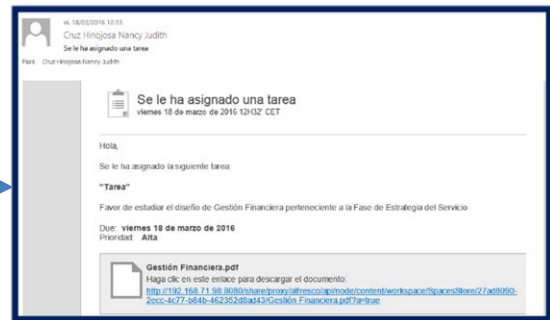 vi. 18/03/2016 12:33
Cruz Hinojosa Nancy Judith
Se le ha asignado una tarea
Para Cruz Hinojosa Nancy Judith
Se le ha asignado una tarea
viernes 18 de marzo de 2016 12H32' CET
Hola,
Se le ha asignado la siguiente tarea:
"Tarea"
Favor de estudiar el diseño de Gestión Financiera perteneciente a la Fase de Estrategia del Servicio
Due: viernes 18 de marzo de 2016
Prioridad: Alta
Gestión Financiera.pdf
Haga clic en este enlace para descargar el documento:
http://192.168.71.98:8080/share/proxy/alfresco/api/node/content/workspace/SpacesStore/27ad8090-
2ecc-4c77-b84b-462352d8ad43/Gestión Financiera.pdf?a=true